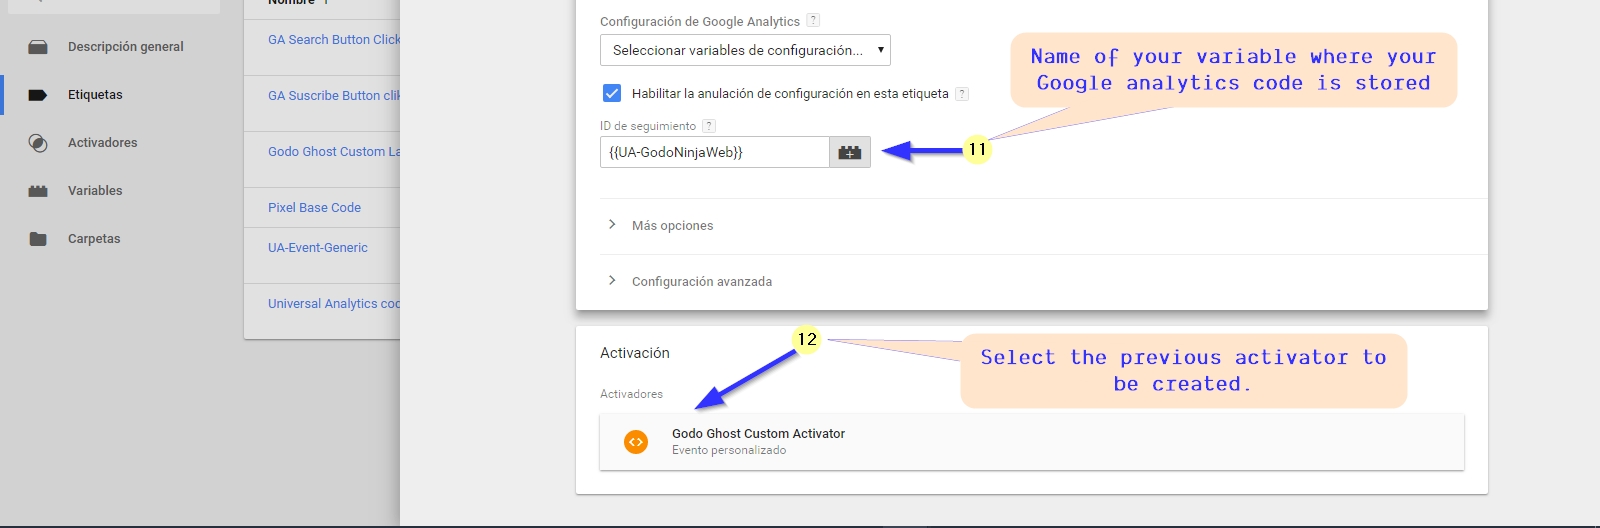 Nombre ↑
Descripción general
Etiquetas
Activadores
Variables
Carpetas
GA Search Button Click
GA Suscribe Button clik
Godo Ghost Custom La
Pixel Base Code
UA-Event-Generic
Universal Analytics coo
Configuración de Google Analytics ?
Seleccionar variables de configuración...
Habilitar la anulación de configuración en esta etiqueta ?
ID de seguimiento ?
{{UA-GodoNinjaWeb}}
11
Name of your variable where your
Google analytics code is stored
Más opciones
Configuración avanzada
Activación
12
Select the previous activator to
be created.
Activadores
Godo Ghost Custom Activator
Evento personalizado